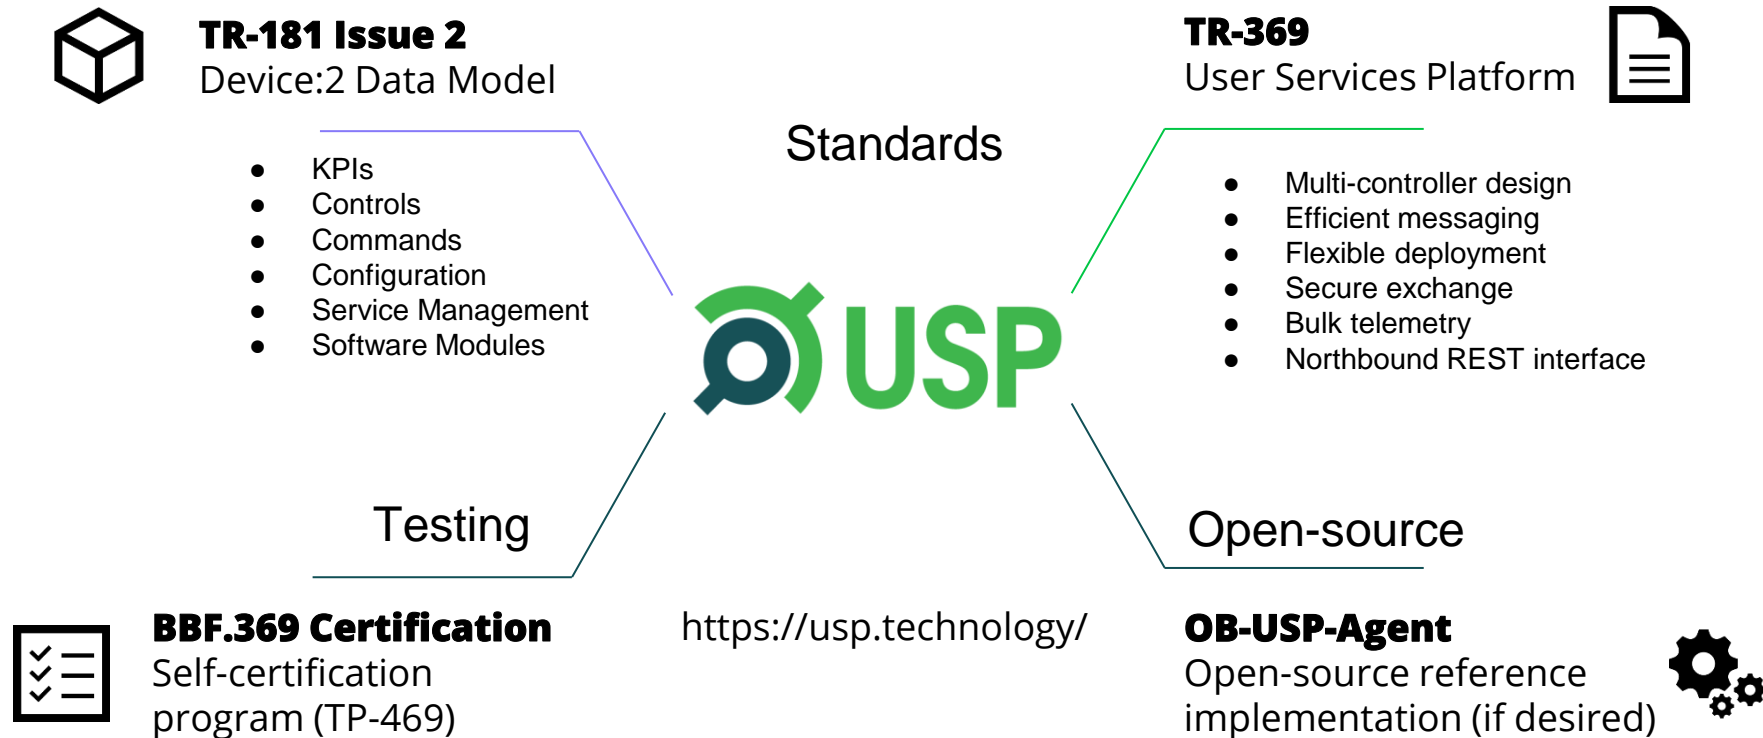 TR-181 Issue 2
Device:2 Data Model
● KPIs
● Controls
● Commands
● Configuration
● Service Management
● Software Modules
Standards
TR-369
User Services Platform
● Multi-controller design
● Efficient messaging
● Flexible deployment
● Secure exchange
● Bulk telemetry
● Northbound REST interface
USP
Testing
BBF.369 Certification
Self-certification
program (TP-469)
https://usp.technology/
Open-source
OB-USP-Agent
Open-source reference
implementation (if desired)